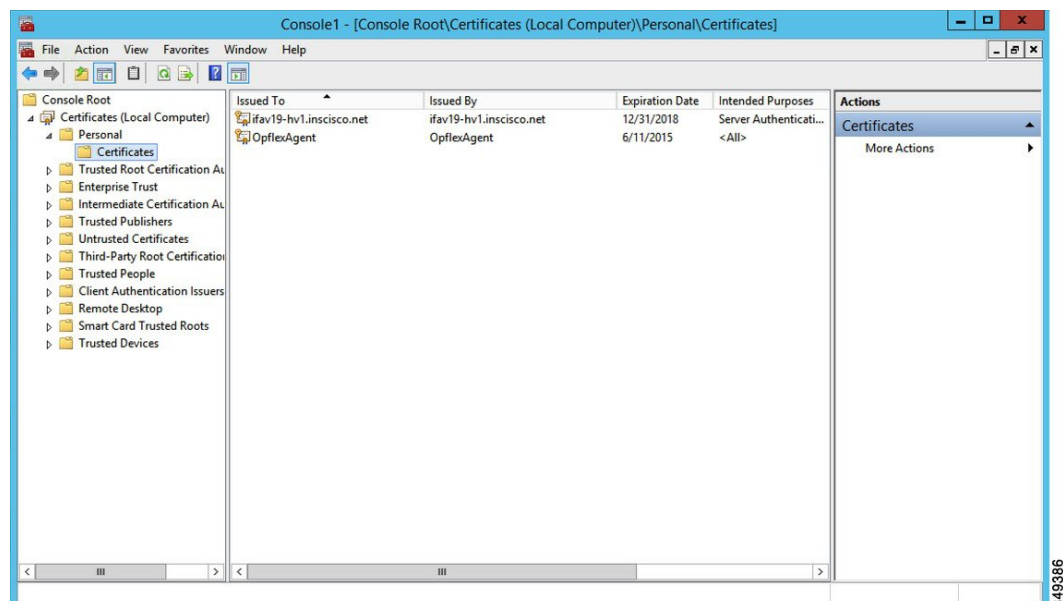 Console1 - [Console Root\Certificates (Local Computer)\Personal\Certificates]
File Action View Favorites Window Help
Console Root
Certificates (Local Computer)
Personal
Certificates
Trusted Root Certification Au
Enterprise Trust
Intermediate Certification Au
Trusted Publishers
Untrusted Certificates
Third-Party Root Certification
Trusted People
Client Authentication Issuers
Remote Desktop
Smart Card Trusted Roots
Trusted Devices
Issued To Issued By Expiration Date Intended Purposes
ifav19-hv1.inscisco.net ifav19-hv1.inscisco.net 12/31/2018 Server Authenticati...
OpflexAgent OpflexAgent 6/11/2015 <All>
Actions
Certificates
More Actions
49386